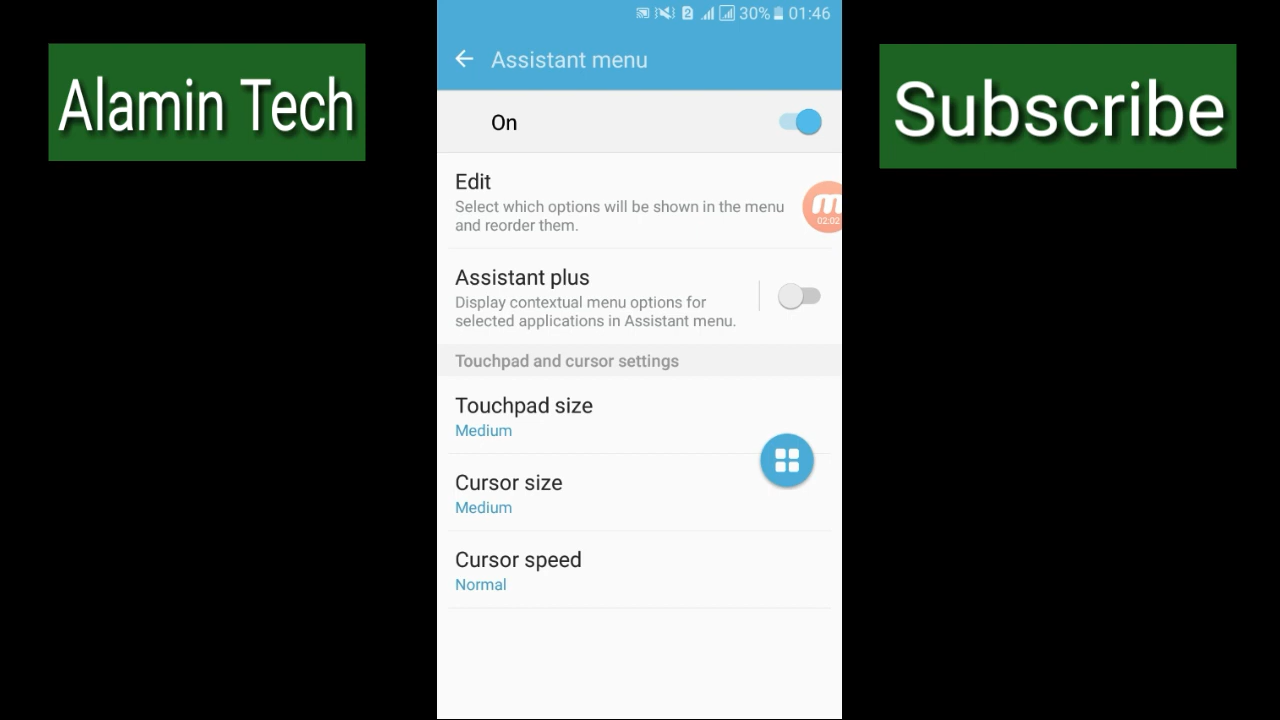 Alamin Tech
30% 01:46
Assistant menu
On
Edit
Select which options will be shown in the menu
and reorder them.
02:02
Assistant plus
Display contextual menu options for
selected applications in Assistant menu.
Touchpad and cursor settings
Touchpad size
Medium
Cursor size
Medium
Cursor speed
Normal
Subscribe